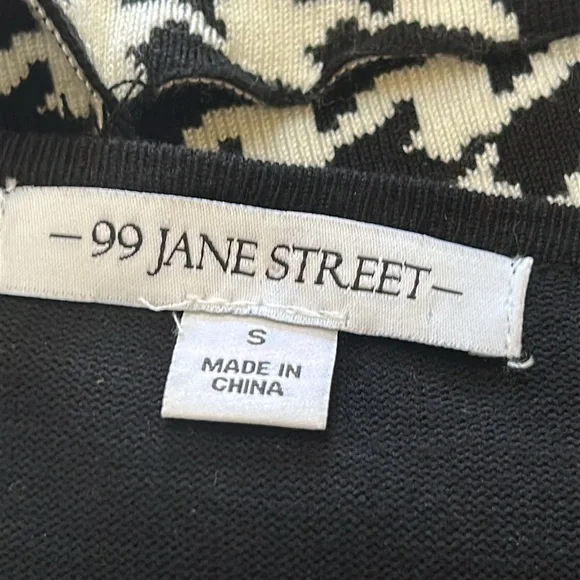 — 99 JANE STREET —
S
MADE IN
CHINA